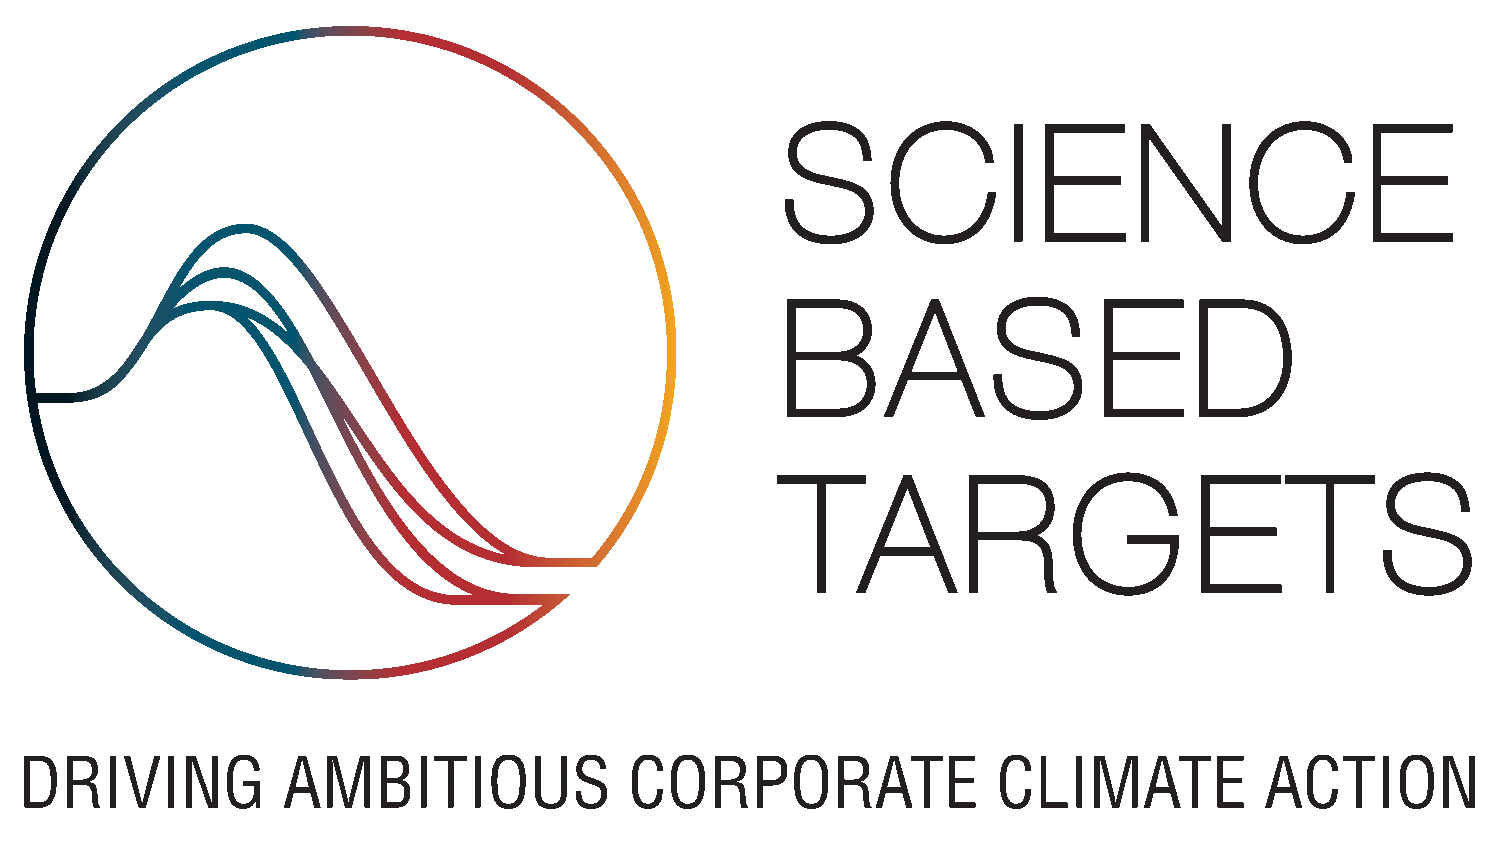 SCIENCE
BASED
TARGETS
DRIVING AMBITIOUS CORPORATE CLIMATE ACTION